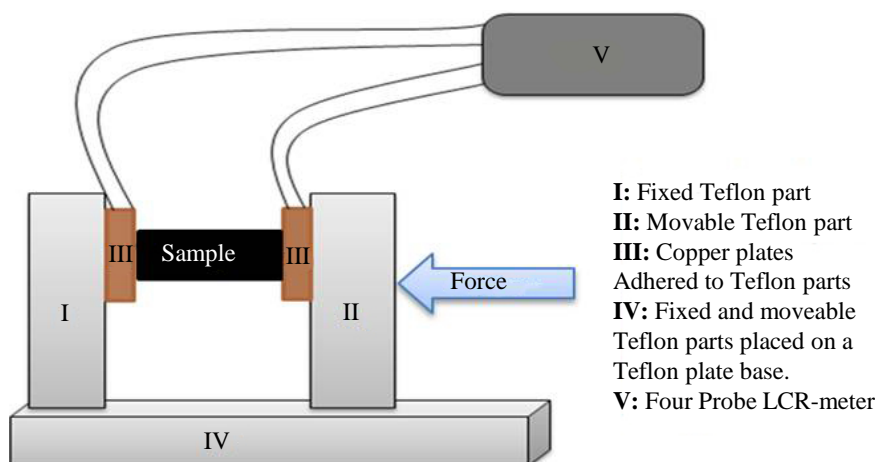 V
I: Fixed Teflon part
II: Movable Teflon part
III: Copper plates
Adhered to Teflon parts
IV: Fixed and moveable
Teflon parts placed on a
Teflon plate base.
V: Four Probe LCR-meter
III
Sample
III
Force
I
II
IV